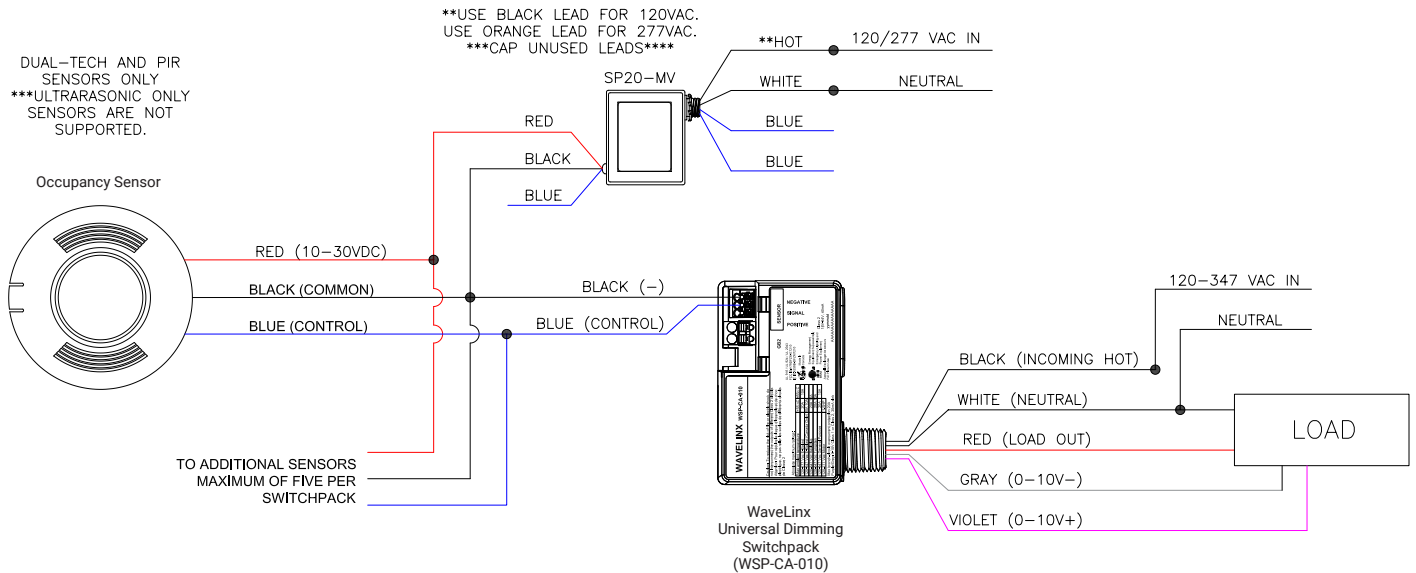 **USE BLACK LEAD FOR 120VAC.
USE ORANGE LEAD FOR 277VAC.
***CAP UNUSED LEADS****
DUAL-TECH AND PIR
SENSORS ONLY
***ULTRARASONIC ONLY
SENSORS ARE NOT
SUPPORTED.
Occupancy Sensor
SP20-MV
**HOT
120/277 VAC IN
WHITE
NEUTRAL
BLUE
BLUE
RED
BLACK
BLUE
RED (10-30VDC)
BLACK (COMMON)
BLUE (CONTROL)
BLACK (-)
BLUE (CONTROL)
TO ADDITIONAL SENSORS
MAXIMUM OF FIVE PER
SWITCHPACK
SENSOR
NEGATIVE
SIGNAL
POSITIVE
WAVELINX WSP-CA-010
WaveLinx
Universal Dimming
Switchpack
(WSP-CA-010)
120-347 VAC IN
NEUTRAL
BLACK (INCOMING HOT)
WHITE (NEUTRAL)
RED (LOAD OUT)
GRAY (0-10V-)
VIOLET (0-10V+)
LOAD